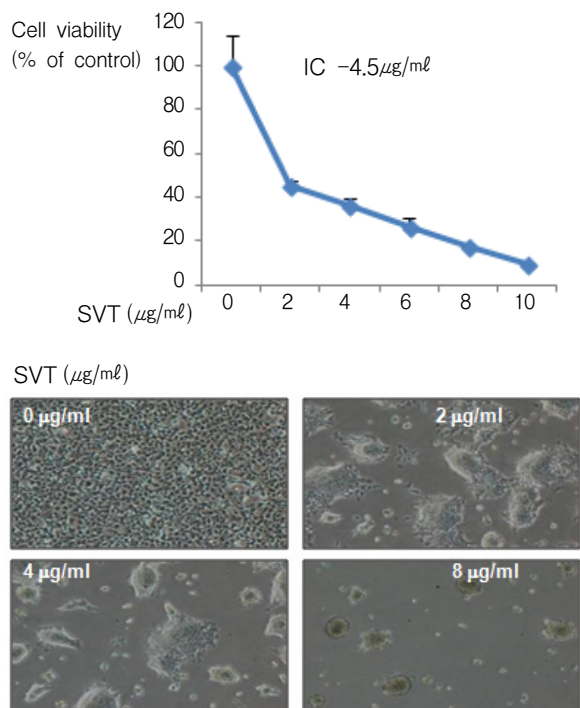 Cell viability
(% of control)
120
100
80
60
40
20
0
IC -4.5㎍/㎖
SVT (㎍/㎖)
0 2 4 6 8 10
SVT (㎍/㎖)
0 µg/ml
2 µg/ml
4 µg/ml
8 µg/ml